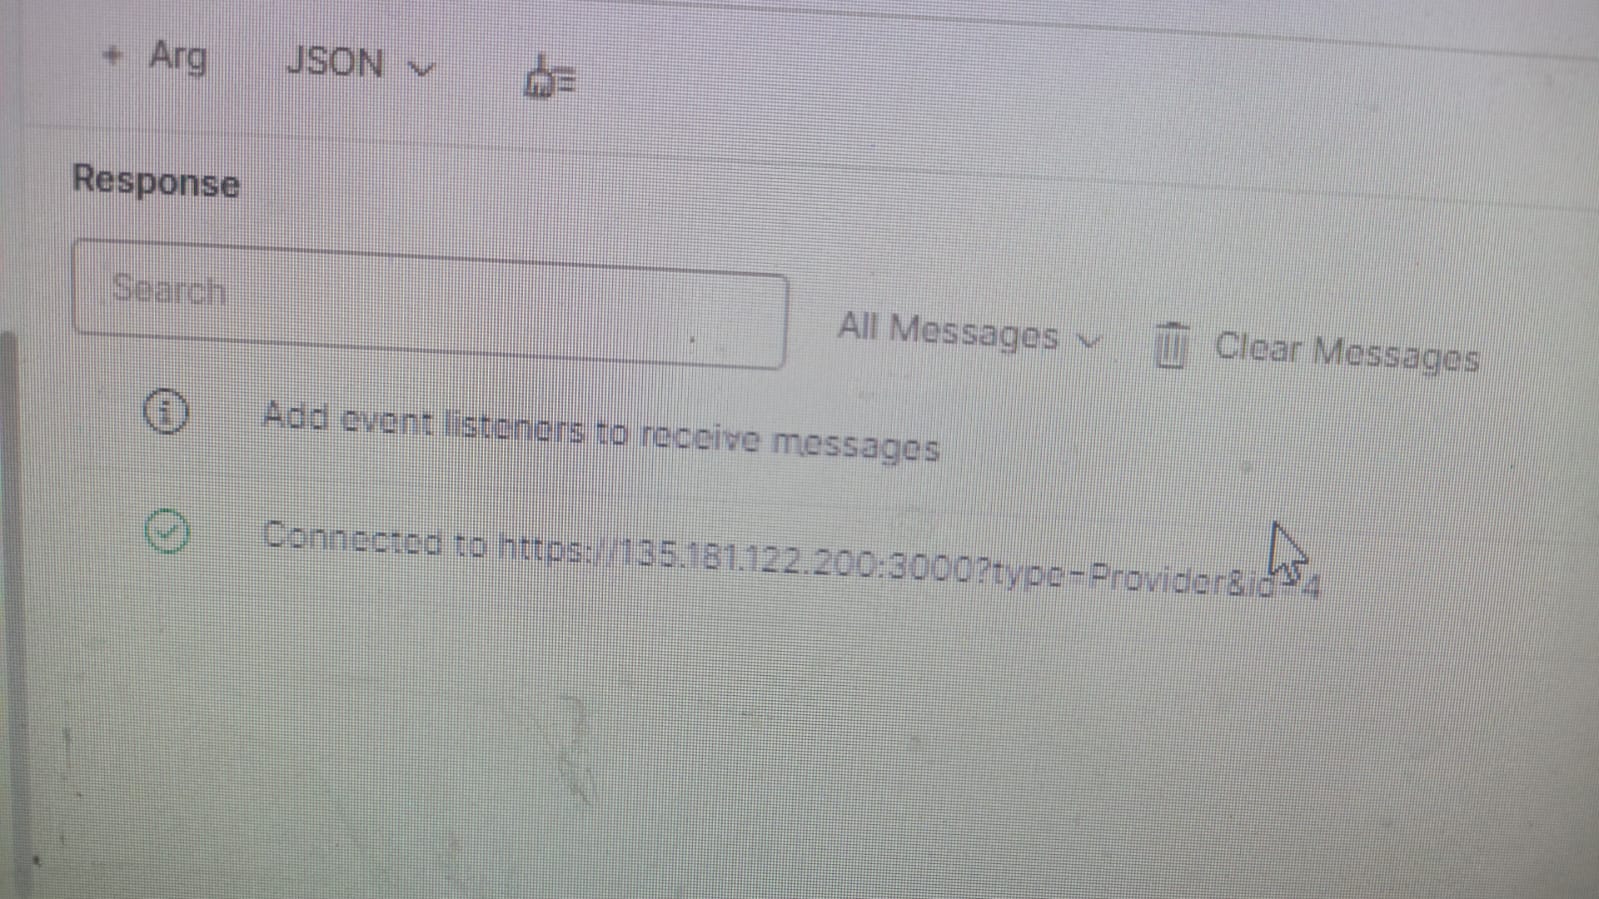 + Arg JSON
Response
Search
All Messages Clear Messages
Add event listeners to receive messages
Connected to https://135.181.122.200:3000?type=Provider&id=4